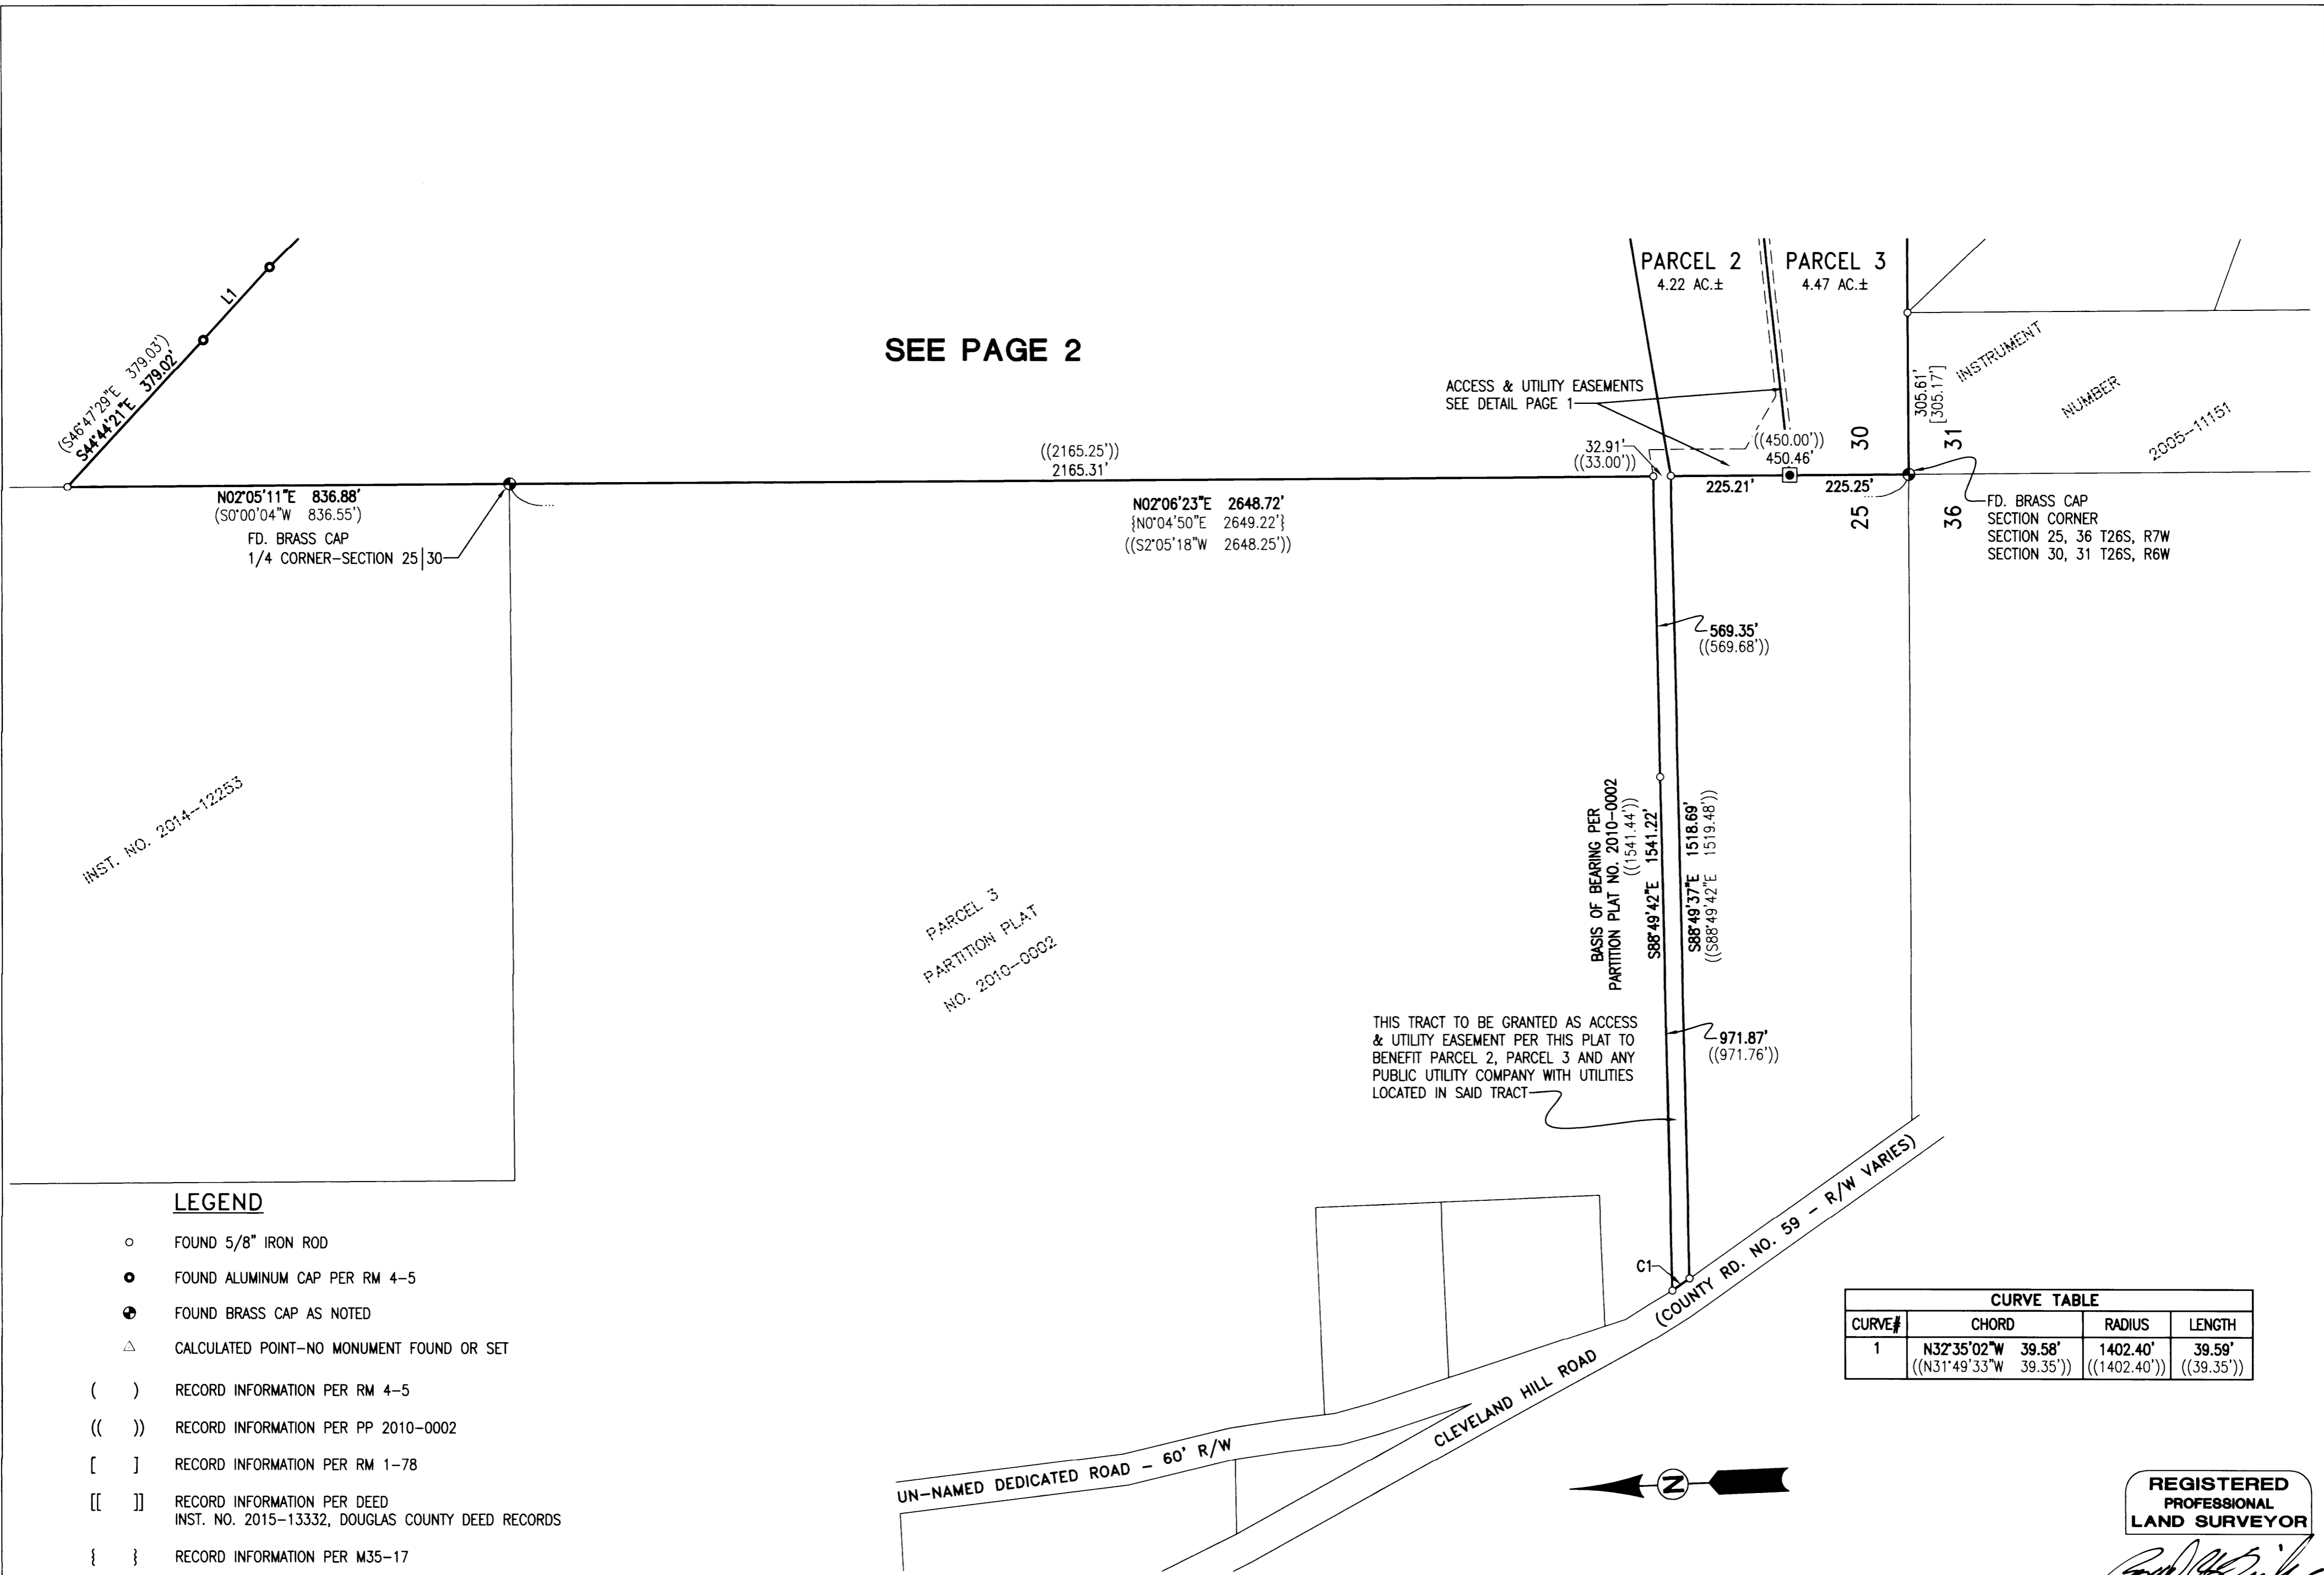 PARCEL 2
4.22 AC.±
PARCEL 3
4.47 AC.±
L1
(S46°47'29"E 379.03')
S44°44'21"E 379.02'
SEE PAGE 2
ACCESS & UTILITY EASEMENTS
SEE DETAIL PAGE 1
305.61'
[305.17']
INSTRUMENT
NUMBER
2005-11151
((2165.25'))
2165.31'
32.91'
((33.00'))
((450.00'))
450.46'
30
31
25
36
225.21'
225.25'
N02°05'11"E 836.88'
(S0°00'04"W 836.55')
FD. BRASS CAP
1/4 CORNER-SECTION 25|30
N02°06'23"E 2648.72'
{N0°04'50"E 2649.22'}
((S2°05'18"W 2648.25'))
FD. BRASS CAP
SECTION CORNER
SECTION 25, 36 T26S, R7W
SECTION 30, 31 T26S, R6W
569.35'
((569.68'))
INST. NO. 2014-12253
PARCEL 3
PARTITION PLAT
NO. 2010-0002
BASIS OF BEARING PER
PARTITION PLAT NO. 2010-0002
((1541.44'))
S88°49'42"E 1541.22'
S88°49'37"E 1518.69'
((S88°49'42"E 1519.48'))
THIS TRACT TO BE GRANTED AS ACCESS
& UTILITY EASEMENT PER THIS PLAT TO
BENEFIT PARCEL 2, PARCEL 3 AND ANY
PUBLIC UTILITY COMPANY WITH UTILITIES
LOCATED IN SAID TRACT
971.87'
((971.76'))
C1
(COUNTY RD. NO. 59 - R/W VARIES)
CLEVELAND HILL ROAD
UN-NAMED DEDICATED ROAD - 60' R/W
LEGEND
FOUND 5/8" IRON ROD
FOUND ALUMINUM CAP PER RM 4-5
FOUND BRASS CAP AS NOTED
CALCULATED POINT-NO MONUMENT FOUND OR SET
( ) RECORD INFORMATION PER RM 4-5
(( )) RECORD INFORMATION PER PP 2010-0002
[ ] RECORD INFORMATION PER RM 1-78
[[ ]] RECORD INFORMATION PER DEED
INST. NO. 2015-13332, DOUGLAS COUNTY DEED RECORDS
{ } RECORD INFORMATION PER M35-17
CURVE TABLE
CURVE# CHORD RADIUS LENGTH
1 N32°35'02"W 39.58' 1402.40' 39.59'
((N31°49'33"W 39.35')) ((1402.40')) ((39.35'))
N
REGISTERED
PROFESSIONAL
LAND SURVEYOR